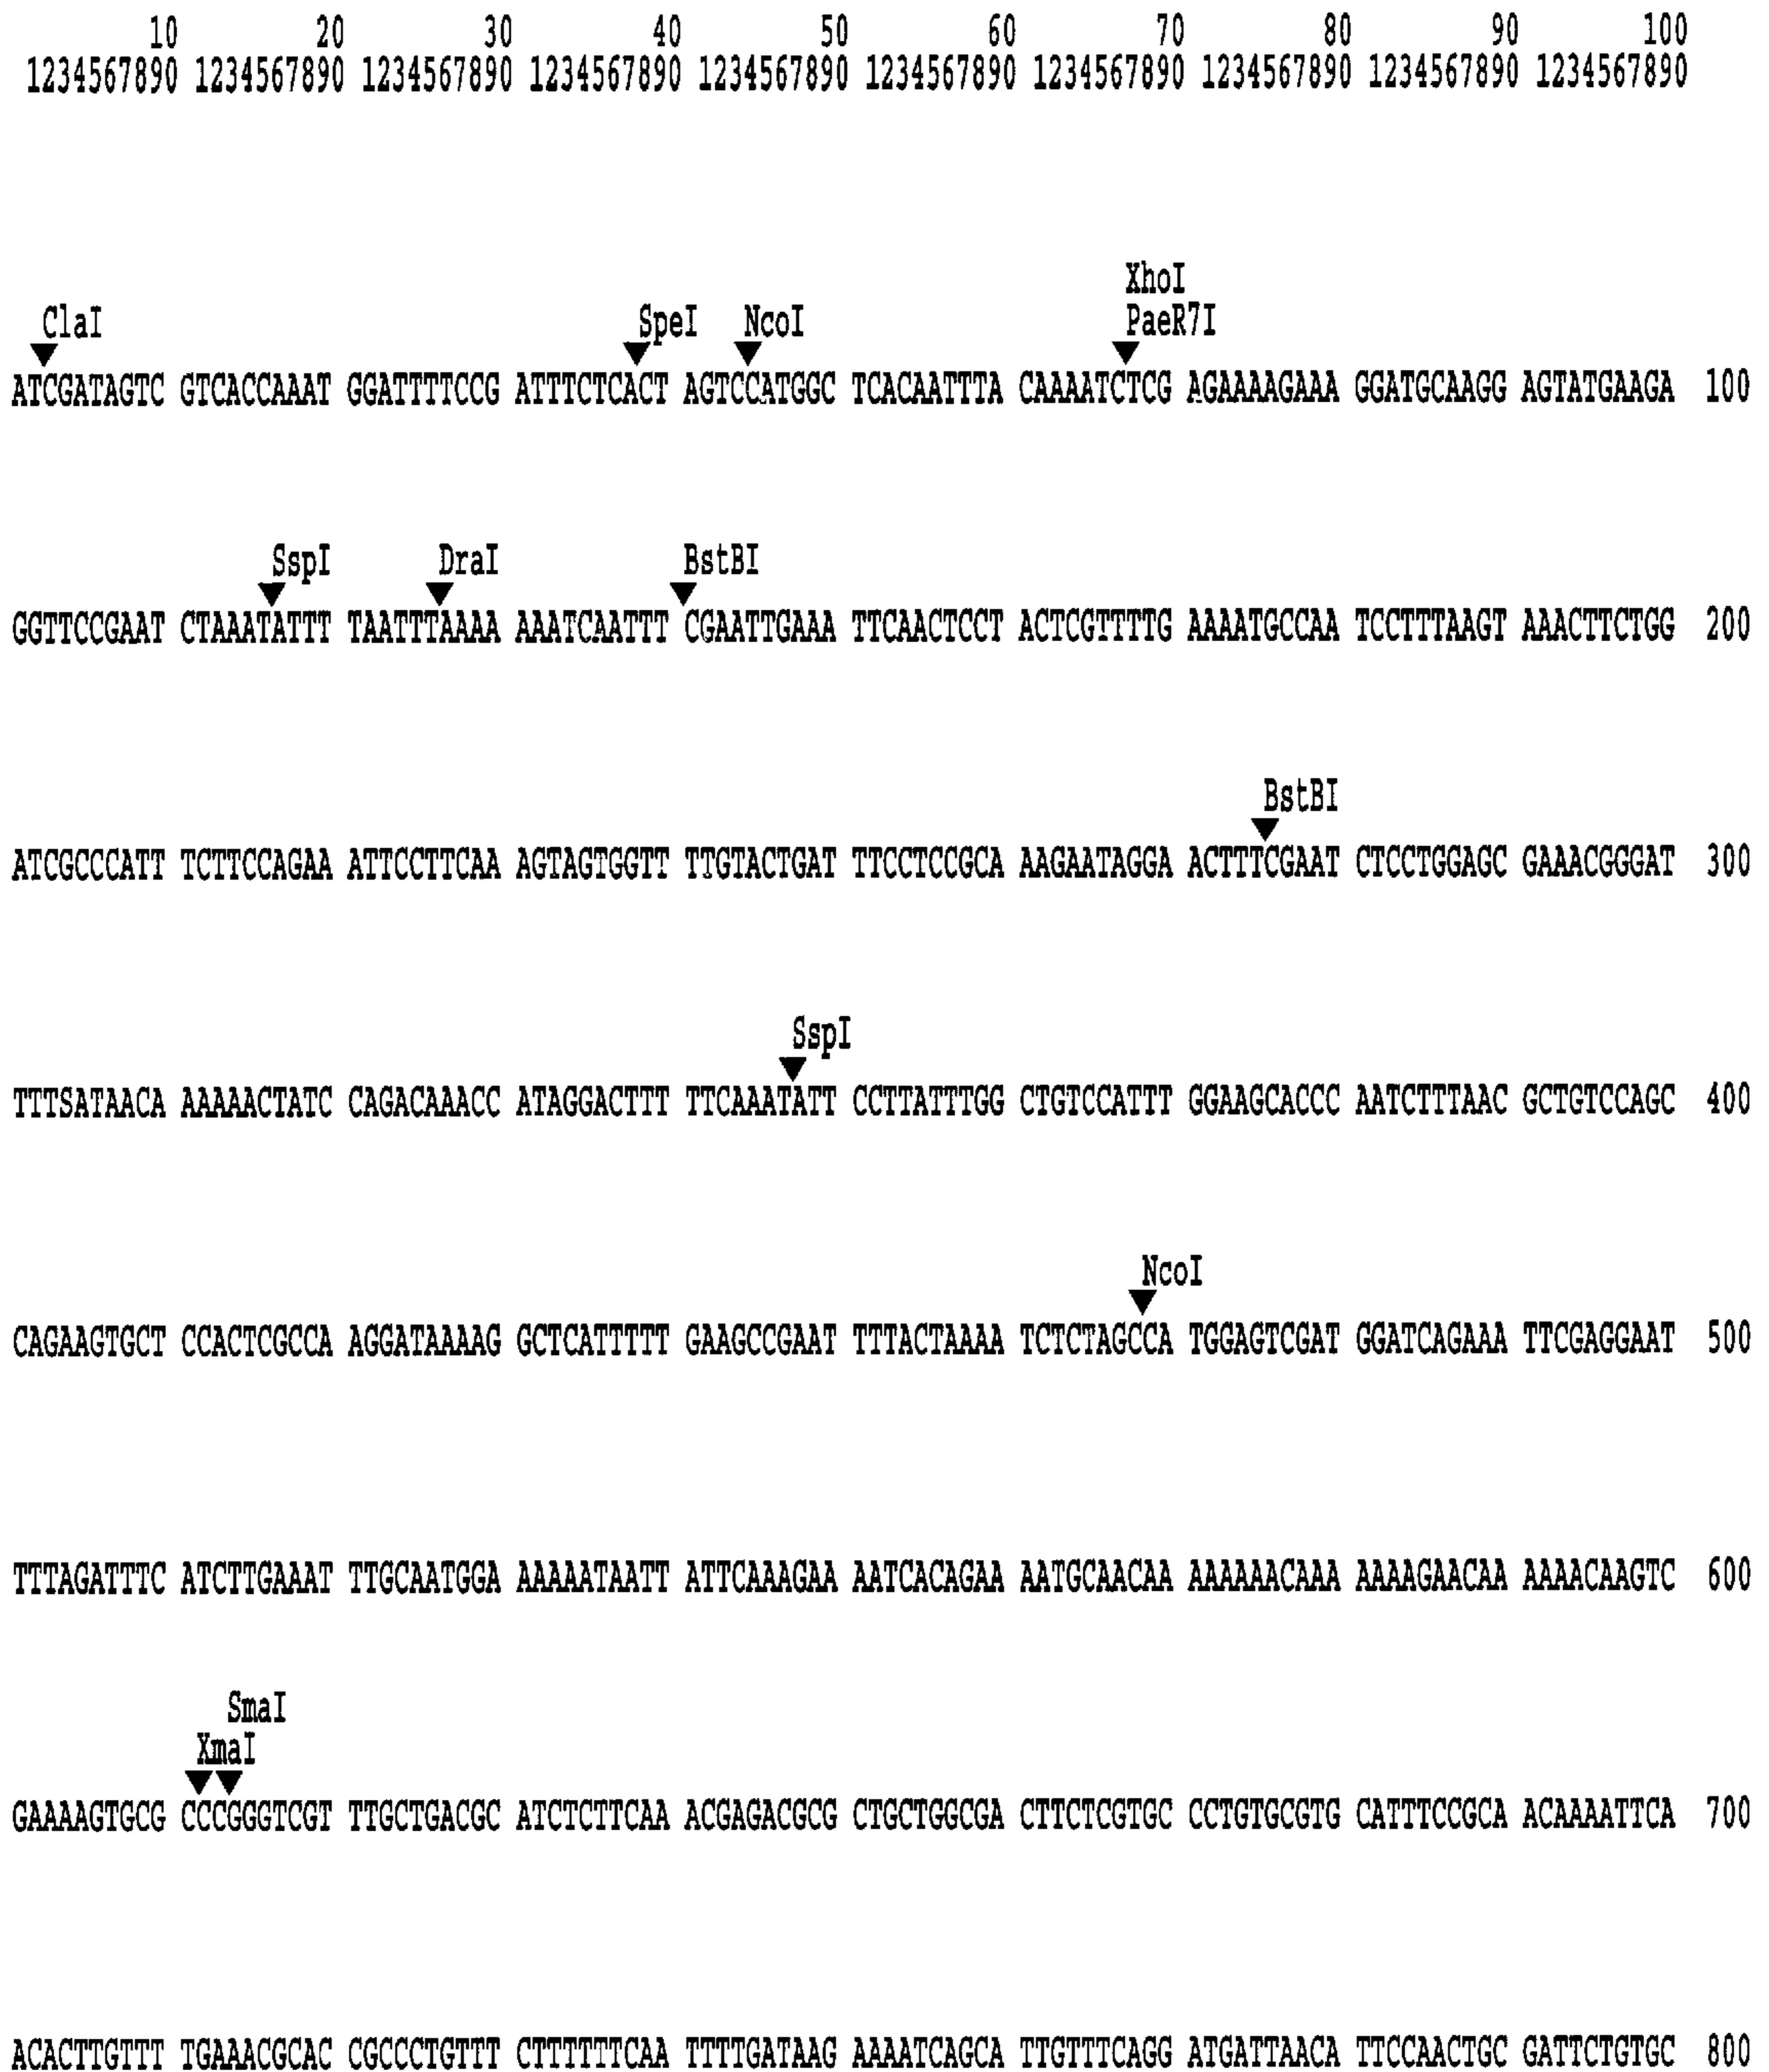 10 20 30 40 50 60 70 80 90 100
1234567890 1234567890 1234567890 1234567890 1234567890 1234567890 1234567890 1234567890 1234567890 1234567890
XhoI
ClaI SpeI NcoI PaeR7I
ATCGATAGTC GTCACCAAAT GGATTTTCCG ATTTCTCACT AGTCCATGGC TCACAATTTA CAAAATCTCG AGAAAAGAAA GGATGCAAGG AGTATGAAGA 100
SspI DraI BstBI
GGTTCCGAAT CTAAATATTT TAATTTAAAA AAATCAATTT CGAATTGAAA TTCAACTCCT ACTCGTTTTG AAAATGCCAA TCCTTTAAGT AAACTTCTGG 200
BstBI
ATCGCCCATT TCTTCCAGAA ATTCCTTCAA AGTAGTGGTT TTGTACTGAT TTCCTCCGCA AAGAATAGGA ACTTTCGAAT CTCCTGGAGC GAAACGGGAT 300
SspI
TTTSATAACA AAAAACTATC CAGACAAACC ATAGGACTTT TTCAAATATT CCTTATTTGG CTGTCCATTT GGAAGCACCC AATCTTTAAC GCTGTCCAGC 400
NcoI
CAGAAGTGCT CCACTCGCCA AGGATAAAAG GCTCATTTTT GAAGCCGAAT TTTACTAAAA TCTCTAGCCA TGGAGTCGAT GGATCAGAAA TTCGAGGAAT 500
TTTAGATTTC ATCTTGAAAT TTGCAATGGA AAAAATAATT ATTCAAAGAA AATCACAGAA AATGCAACAA AAAAAACAAA AAAAGAACAA AAAACAAGTC 600
SmaI
XmaI
GAAAAGTGCG CCCGGGTCGT TTGCTGACGC ATCTCTTCAA ACGAGACGCG CTGCTGGCGA CTTCTCGTGC CCTGTGCGTG CATTTCCGCA ACAAAATTCA 700
ACACTTGTTT TGAAACGCAC CGCCCTGTTT CTTTTTTCAA TTTTGATAAG AAAATCAGCA TTGTTTCAGG ATGATTAACA TTCCAACTGC GATTCTGTGC 800